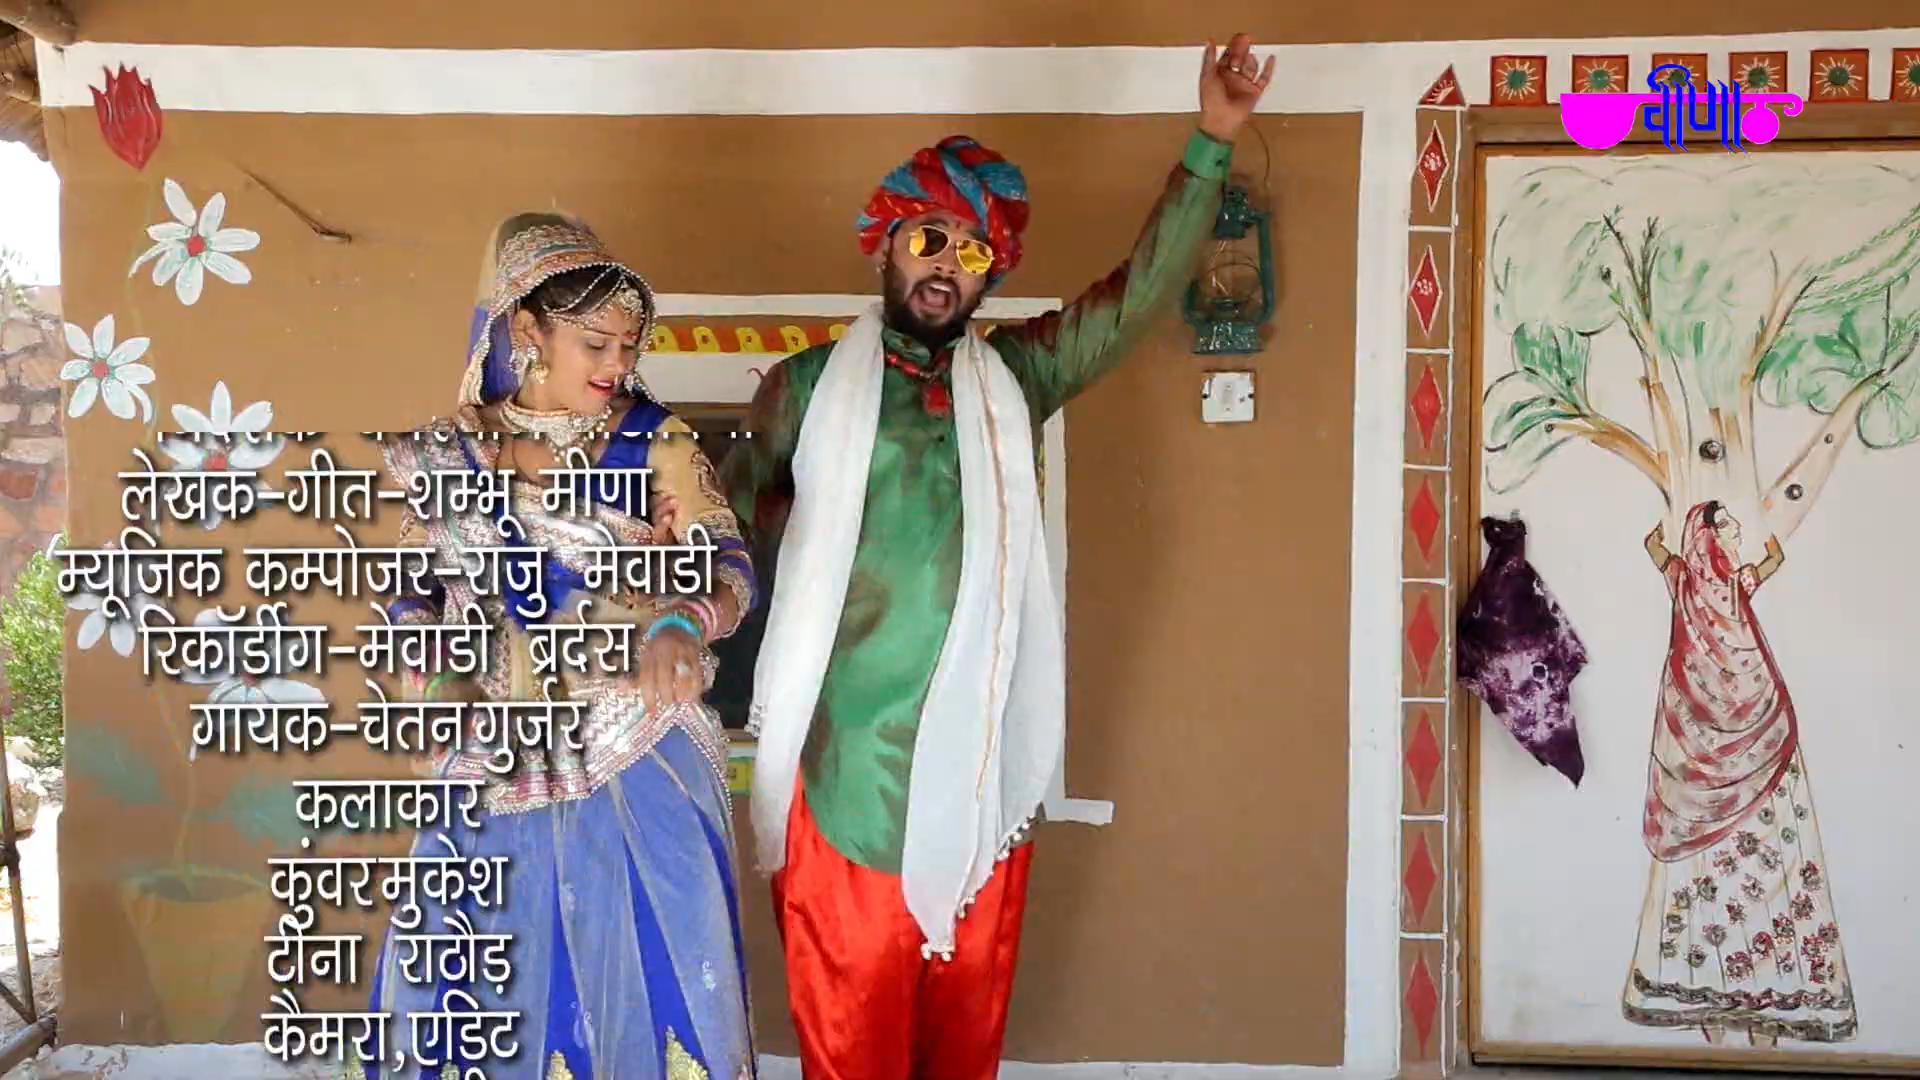 वीणा
लेखक-गीत-शम्भू मीणा
म्यूजिक कम्पोजर-राजु मेवाडी
रिकॉर्डीग-मेवाडी ब्रर्दस
गायक-चेतन गुर्जर
कलाकार
कुंवर मुकेश
टीना राठौड़
कैमरा,एडिट